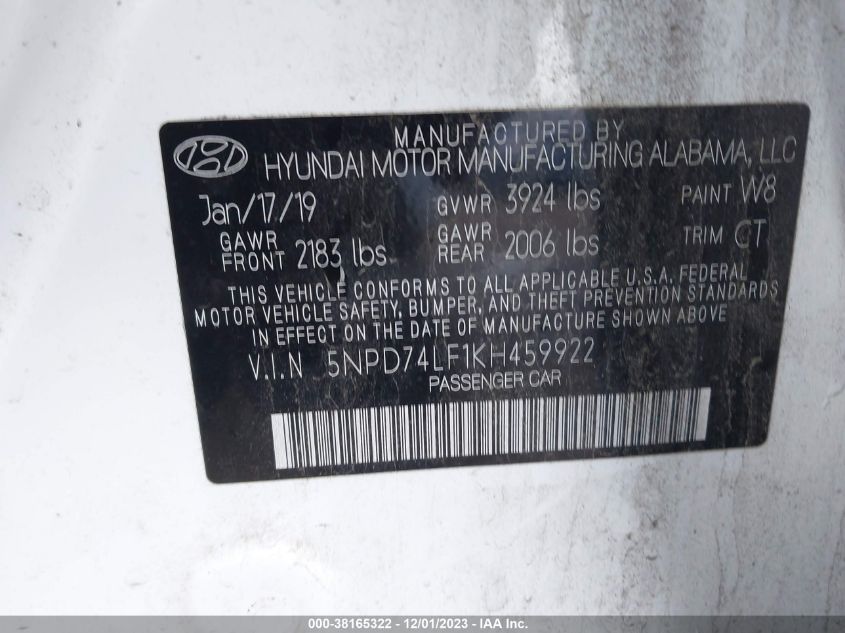 MANUFACTURED BY
HYUNDAI MOTOR MANUFACTURING ALABAMA, LLC
Jan/17/19 GVWR 3924 lbs PAINT W8
GAWR FRONT 2183 lbs GAWR REAR 2006 lbs TRIM CT
THIS VEHICLE CONFORMS TO ALL APPLICABLE U.S.A. FEDERAL
MOTOR VEHICLE SAFETY, BUMPER, AND THEFT PREVENTION STANDARDS
IN EFFECT ON THE DATE OF MANUFACTURE SHOWN ABOVE
V.I.N 5NPD74LF1KH459922
PASSENGER CAR
000-38165322 - 12/01/2023 - IAAI.COM